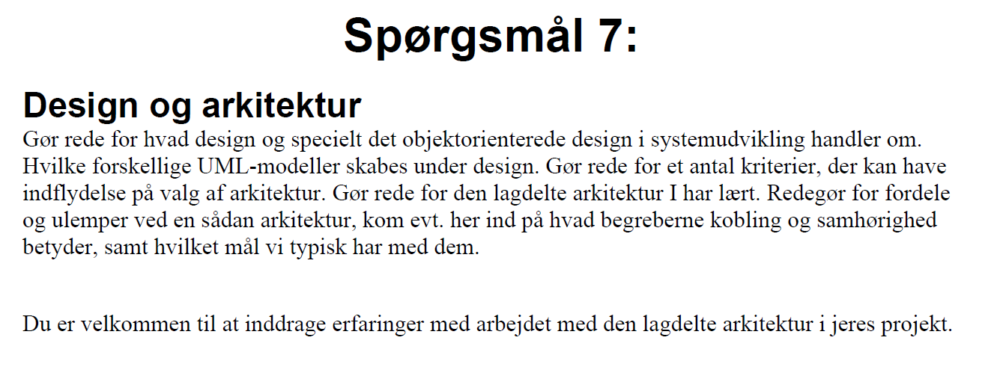 Spørgsmål 7:
Design og arkitektur
Gør rede for hvad design og specielt det objektorienterede design i systemudvikling handler om.
Hvilke forskellige UML-modeller skabes under design. Gør rede for et antal kriterier, der kan have
indflydelse på valg af arkitektur. Gør rede for den lagdelte arkitektur I har lært. Redegør for fordele
og ulemper ved en sådan arkitektur, kom evt. her ind på hvad begreberne kobling og samhørighed
betyder, samt hvilket mål vi typisk har med dem.
Du er velkommen til at inddrage erfaringer med arbejdet med den lagdelte arkitektur i jeres projekt.